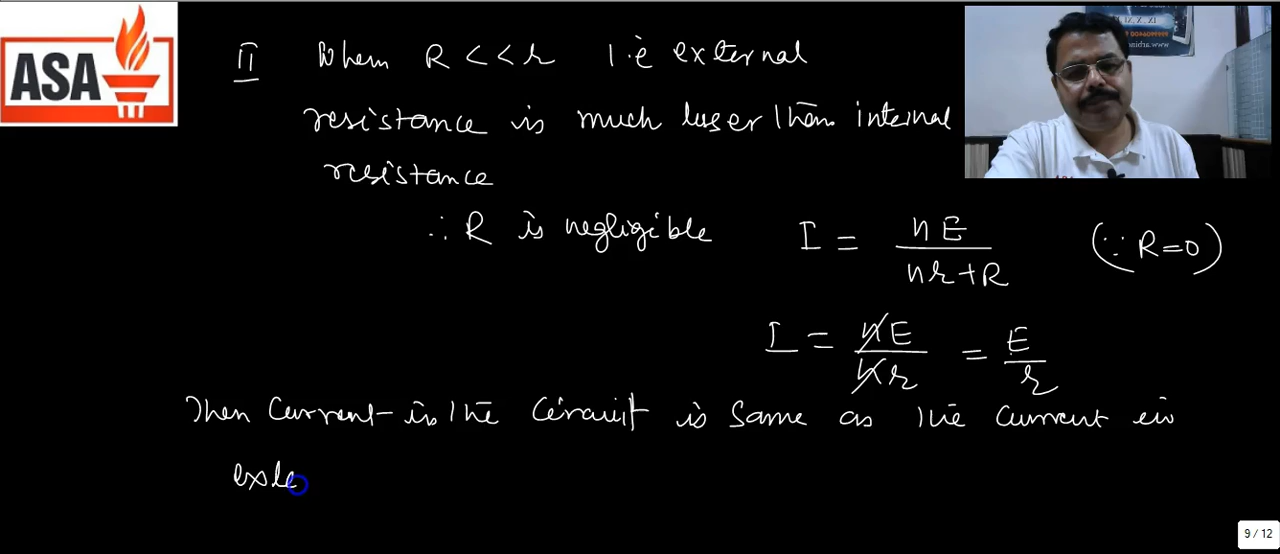 ASA
II When R << r i.e external
resistance is much lesser than internal
resistance
∴ R is negligible I = nE / nr+R (∵ R=0)
I = nE / nr = E / r
Then Current in the Circuit is same as the current in
exte
9 / 12